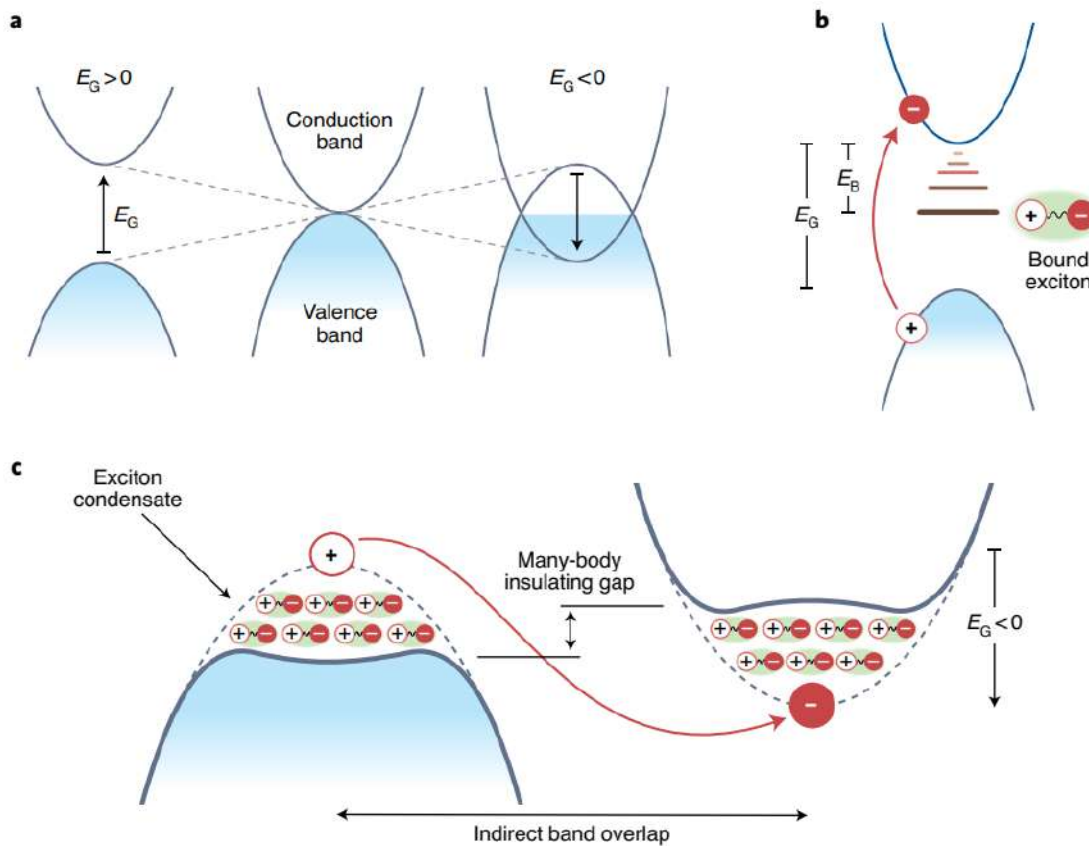 a
E_G > 0
E_G
Conduction
band
Valence
band
E_G < 0
b
−
E_B
E_G
+
−
Bound
exciton
+
c
Exciton
condensate
+
+ − + − + −
+ − + − + − + −
Many-body
insulating gap
+ − + − + − + −
+ − + − + −
−
E_G < 0
Indirect band overlap